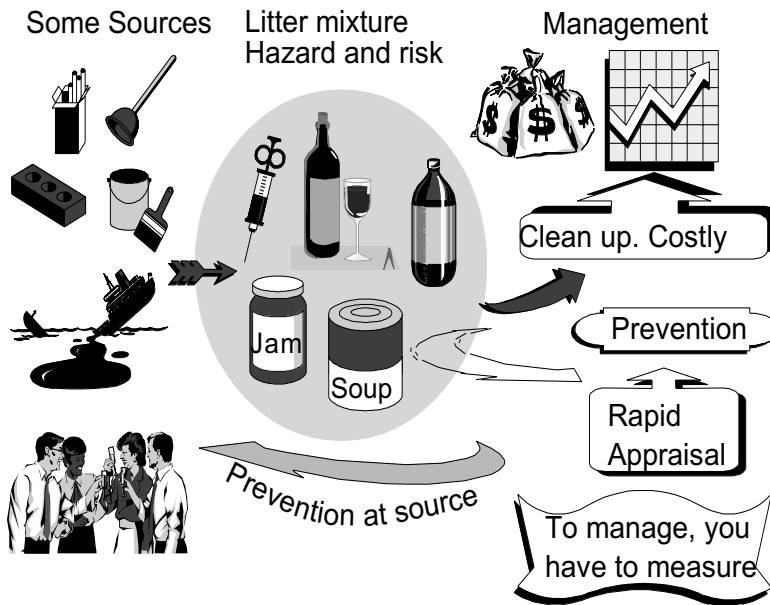 Some Sources
Litter mixture
Hazard and risk
Management
$ $ $
Clean up. Costly
Prevention
Jam
Soup
Rapid
Appraisal
Prevention at source
To manage, you
have to measure